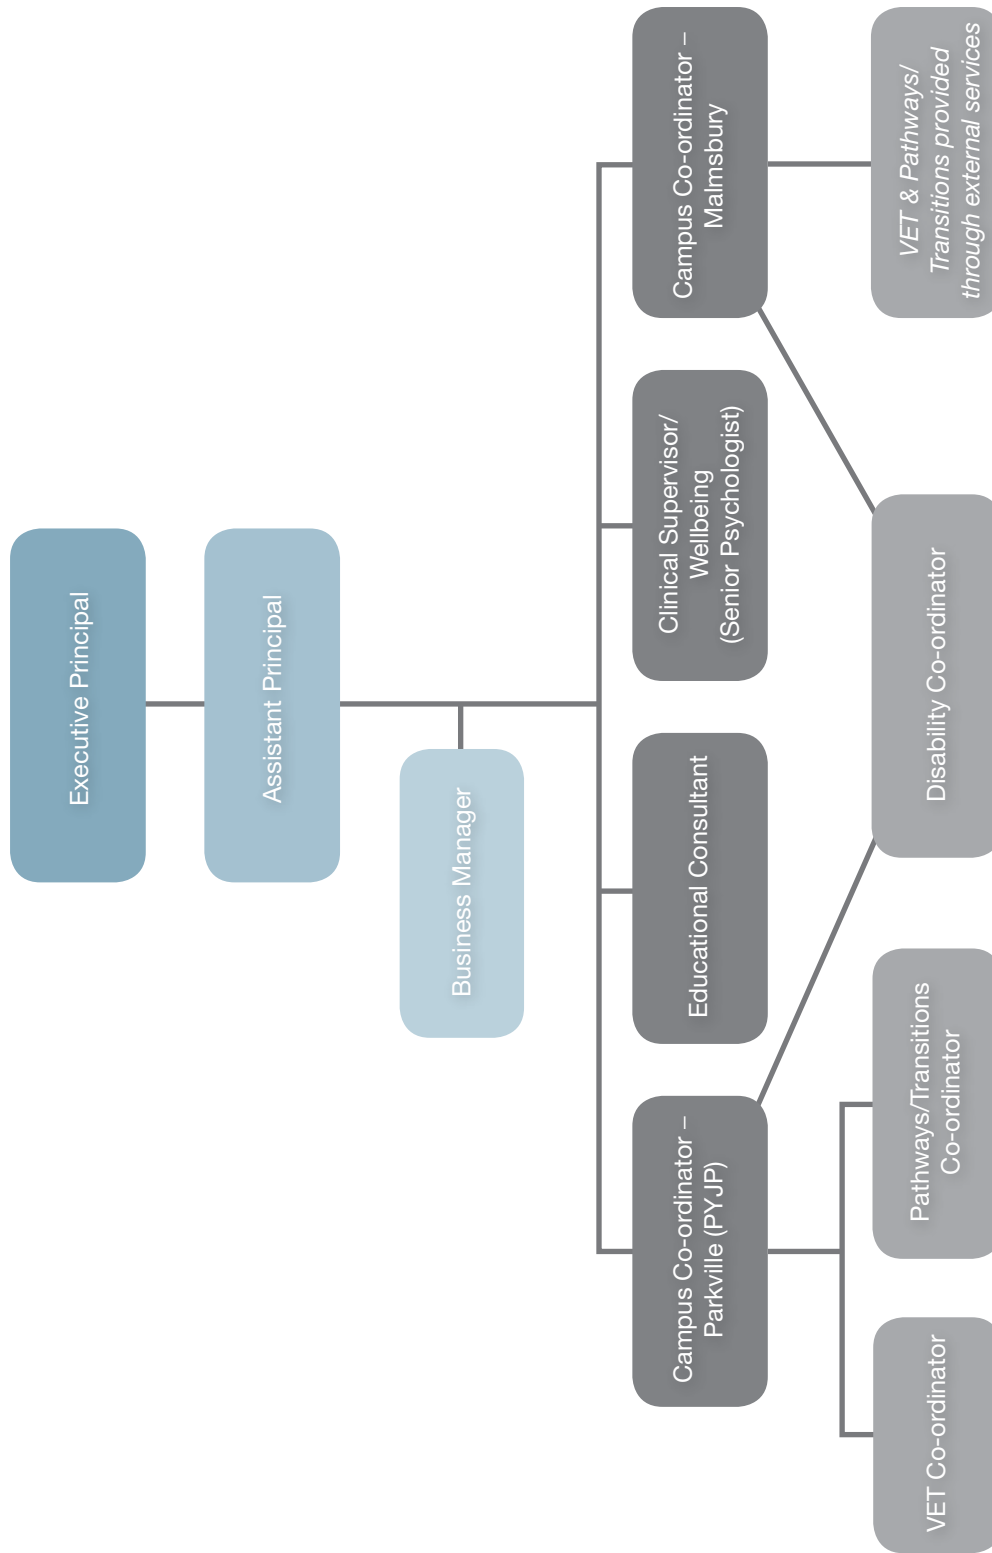 Executive Principal
Assistant Principal
Business Manager
Campus Co-ordinator –
Parkville (PYJP)
Educational Consultant
Clinical Supervisor/
Wellbeing
(Senior Psychologist)
Campus Co-ordinator –
Malmsbury
VET Co-ordinator
Pathways/Transitions
Co-ordinator
Disability Co-ordinator
VET & Pathways/
Transitions provided
through external services